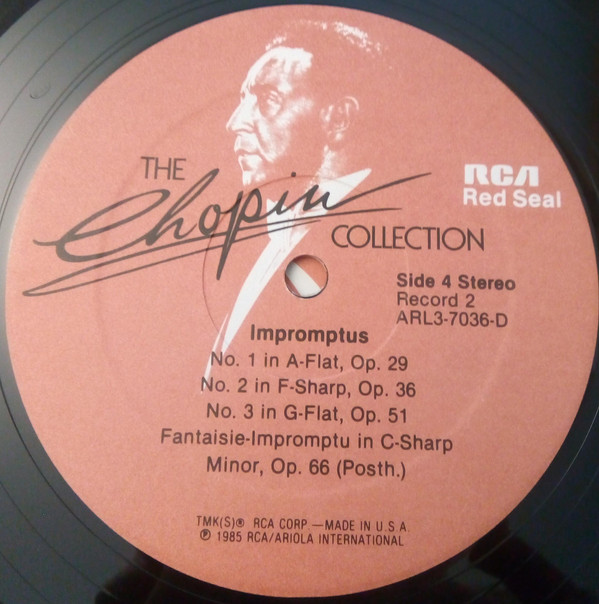 THE
Chopin
COLLECTION
RCA
Red Seal
Side 4 Stereo
Record 2
ARL3-7036-D
Impromptus
No. 1 in A-Flat, Op. 29
No. 2 in F-Sharp, Op. 36
No. 3 in G-Flat, Op. 51
Fantaisie-Impromptu in C-Sharp
Minor, Op. 66 (Posth.)
TMK(S)® RCA CORP.—MADE IN U.S.A.
℗ 1985 RCA/ARIOLA INTERNATIONAL